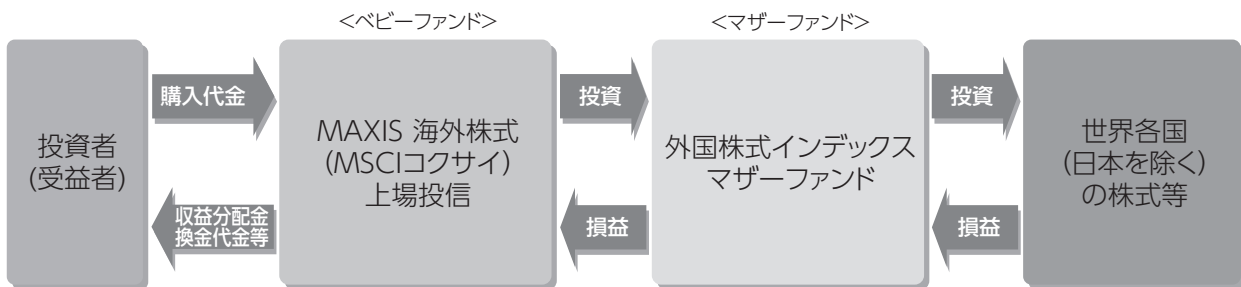 <ベビーファンド>
<マザーファンド>
投資者
(受益者)
購入代金
収益分配金
換金代金等
MAXIS 海外株式
(MSCIコクサイ)
上場投信
投資
損益
外国株式インデックス
マザーファンド
投資
損益
世界各国
(日本を除く)
の株式等